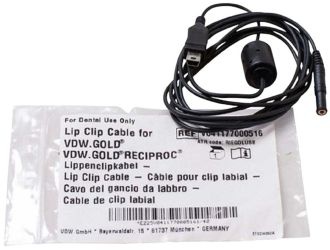 For Dental Use Only
Lip Clip Cable for
VDW.GOLD®
VDW.GOLD®RECIPROC®
Lippenclipkabel –
Lip Clip Cable – Câble pour clip labial –
Cavo del gancio da labbro –
Cable de clip labial
REF V041177000516
VDW GmbH * Bayerwaldstr. 15 * 81737 München * GERMANY